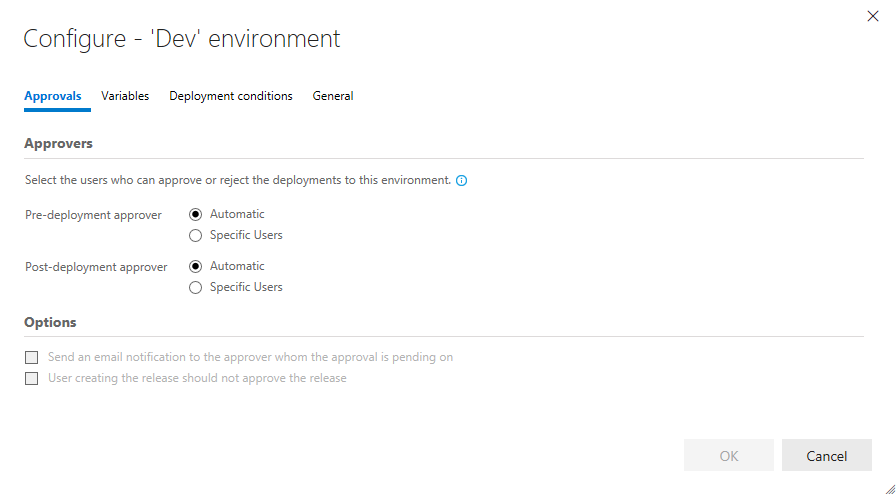 Configure - 'Dev' environment
Approvals Variables Deployment conditions General
Approvers
Select the users who can approve or reject the deployments to this environment.
Pre-deployment approver Automatic
Specific Users
Post-deployment approver Automatic
Specific Users
Options
Send an email notification to the approver whom the approval is pending on
User creating the release should not approve the release
OK Cancel